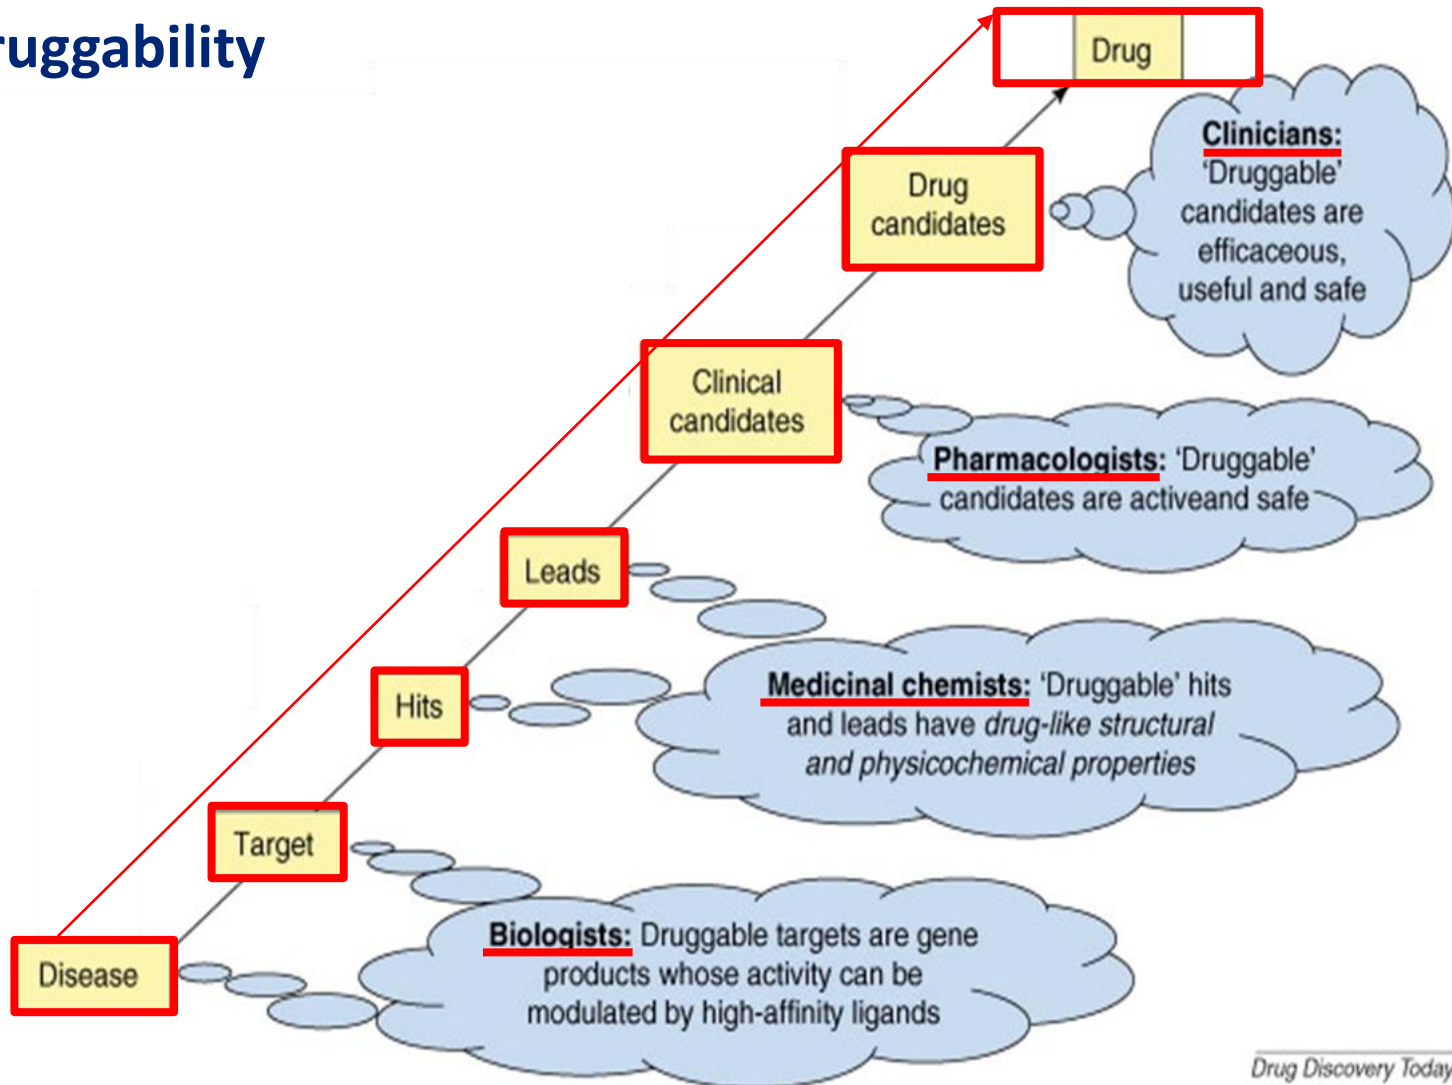 ruggability
Drug
Clinicians:
'Druggable'
candidates are
efficaceous,
useful and safe
Drug
candidates
Clinical
candidates
Pharmacologists: 'Druggable'
candidates are activeand safe
Leads
Medicinal chemists: 'Druggable' hits
and leads have drug-like structural
and physicochemical properties
Hits
Target
Biologists: Druggable targets are gene
products whose activity can be
modulated by high-affinity ligands
Disease
Drug Discovery Today